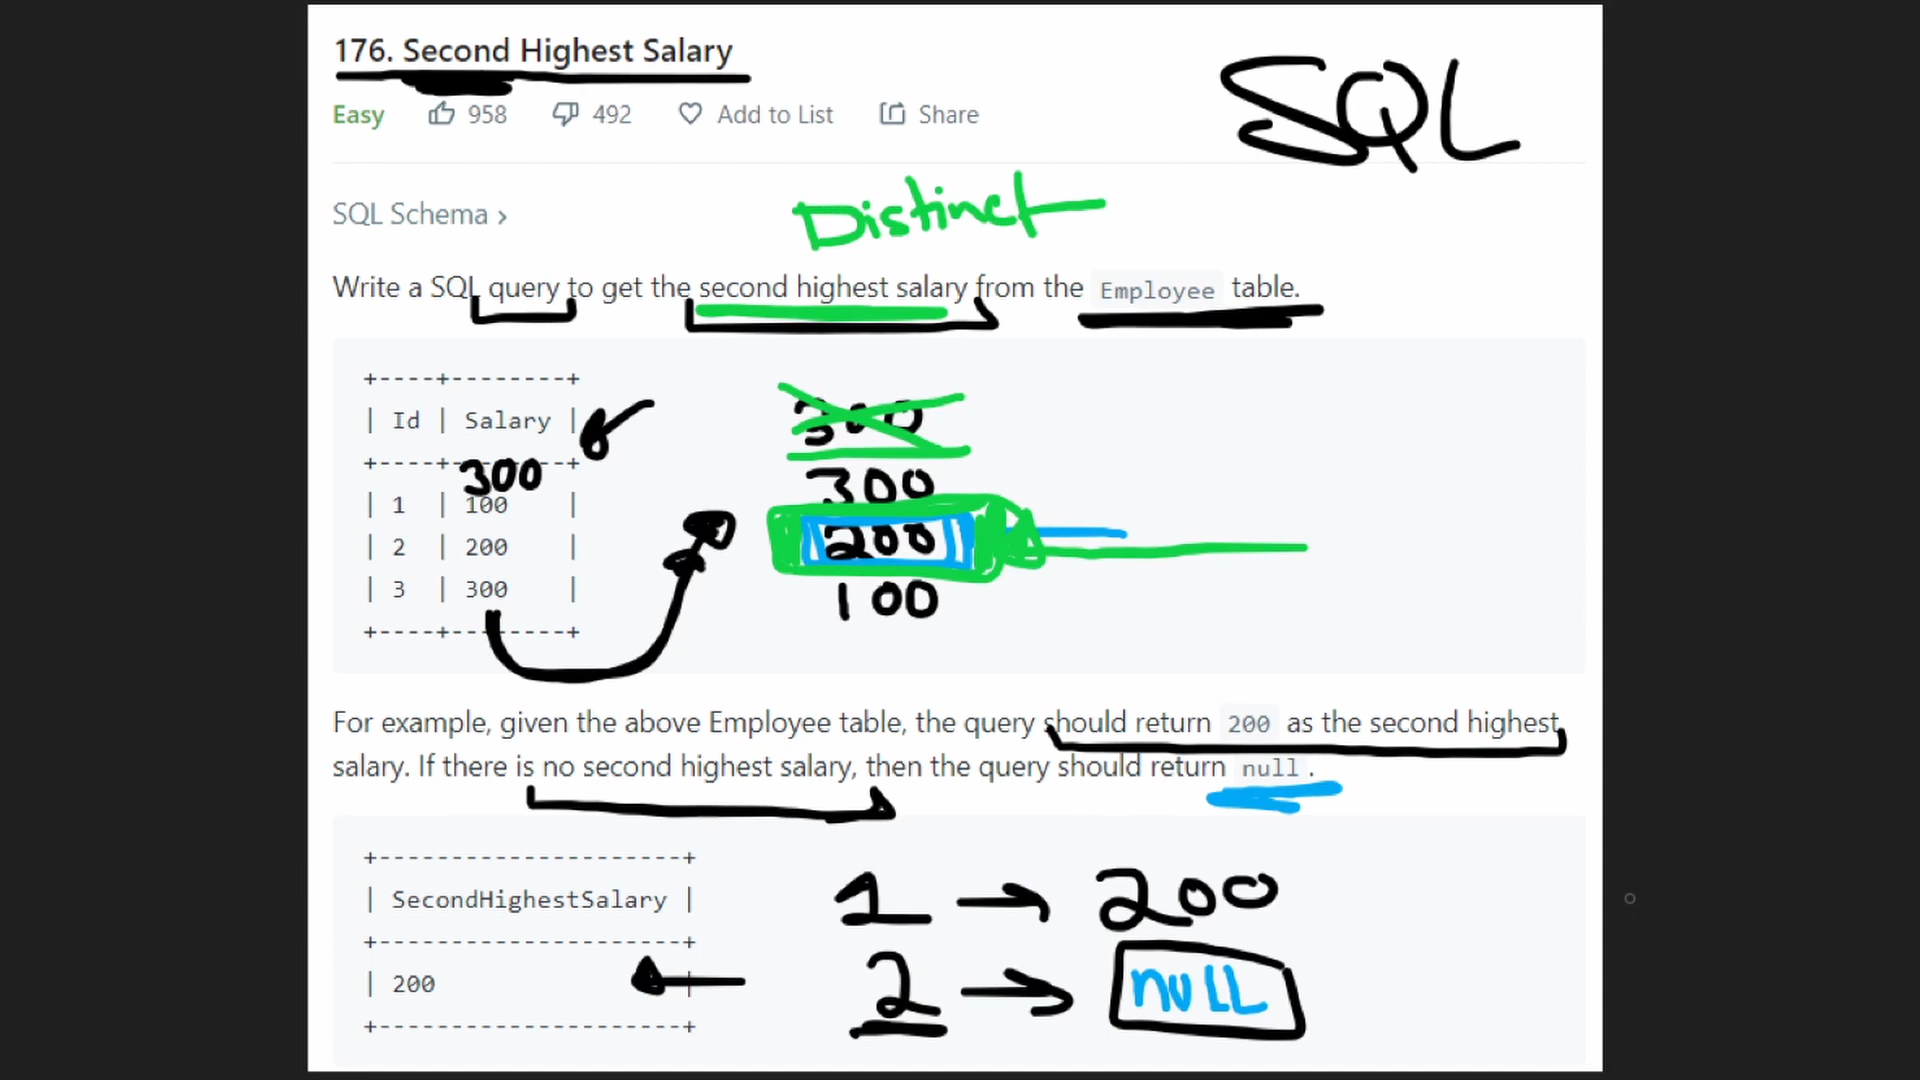 176. Second Highest Salary
SQL
Easy 958 492 Add to List Share
SQL Schema ›
Distinct
Write a SQL query to get the second highest salary from the Employee table.
+----+--------+
| Id | Salary |
+----+--------+
300
| 1 | 100 |
| 2 | 200 |
| 3 | 300 |
+----+--------+
300
300
200
100
For example, given the above Employee table, the query should return 200 as the second highest
salary. If there is no second highest salary, then the query should return null.
+---------------------+
| SecondHighestSalary |
+---------------------+
| 200 |
+---------------------+
1 → 200
2 → null